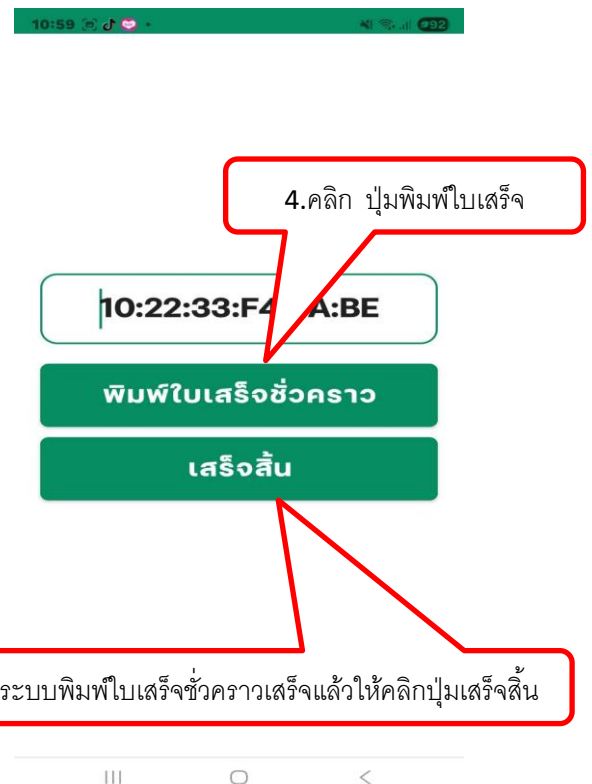 10:59
92
4.คลิก ปุ่มพิมพ์ใบเสร็จ
10:22:33:F4 A:BE
พิมพ์ใบเสร็จชั่วคราว
เสร็จสิ้น
ระบบพิมพ์ใบเสร็จชั่วคราวเสร็จแล้วให้คลิกปุ่มเสร็จสิ้น